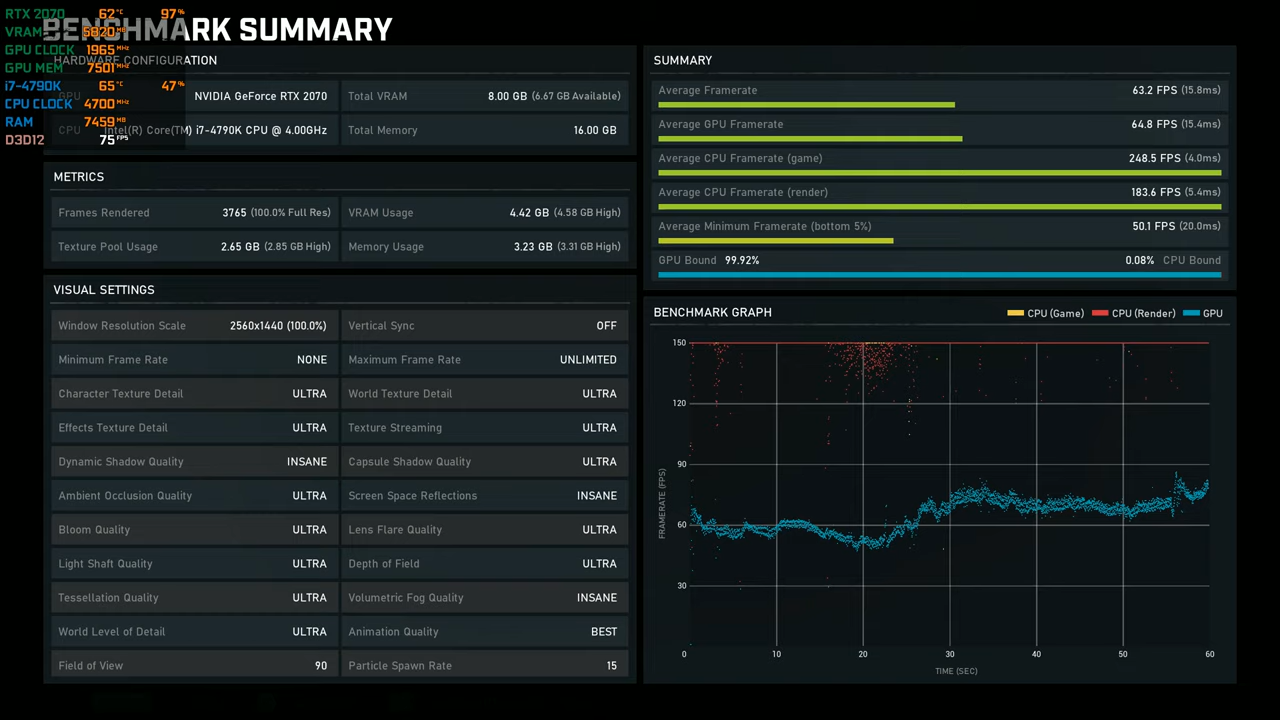 RTX 2070 62°C 97%
VRAM 5820 MB
GPU CLOCK 1965 MHz
GPU MEM 7501 MHz
i7-4790K 65°C 47%
CPU CLOCK 4700 MHz
RAM 7459 MB
D3D12 75 FPS
BENCHMARK SUMMARY
HARDWARE CONFIGURATION
GPU NVIDIA GeForce RTX 2070
Total VRAM 8.00 GB (6.67 GB Available)
CPU Intel(R) Core(TM) i7-4790K CPU @ 4.00GHz
Total Memory 16.00 GB
METRICS
Frames Rendered 3765 (100.0% Full Res)
VRAM Usage 4.42 GB (4.58 GB High)
Texture Pool Usage 2.65 GB (2.85 GB High)
Memory Usage 3.23 GB (3.31 GB High)
VISUAL SETTINGS
Window Resolution Scale 2560x1440 (100.0%)
Vertical Sync OFF
Minimum Frame Rate NONE
Maximum Frame Rate UNLIMITED
Character Texture Detail ULTRA
World Texture Detail ULTRA
Effects Texture Detail ULTRA
Texture Streaming ULTRA
Dynamic Shadow Quality INSANE
Capsule Shadow Quality ULTRA
Ambient Occlusion Quality ULTRA
Screen Space Reflections INSANE
Bloom Quality ULTRA
Lens Flare Quality ULTRA
Light Shaft Quality ULTRA
Depth of Field ULTRA
Tessellation Quality ULTRA
Volumetric Fog Quality INSANE
World Level of Detail ULTRA
Animation Quality BEST
Field of View 90
Particle Spawn Rate 15
SUMMARY
Average Framerate 63.2 FPS (15.8ms)
Average GPU Framerate 64.8 FPS (15.4ms)
Average CPU Framerate (game) 248.5 FPS (4.0ms)
Average CPU Framerate (render) 183.6 FPS (5.4ms)
Average Minimum Framerate (bottom 5%) 50.1 FPS (20.0ms)
GPU Bound 99.92% 0.08% CPU Bound
BENCHMARK GRAPH
CPU (Game) CPU (Render) GPU
150
120
90
60
30
FRAMERATE (FPS)
0 10 20 30 40 50 60
TIME (SEC)